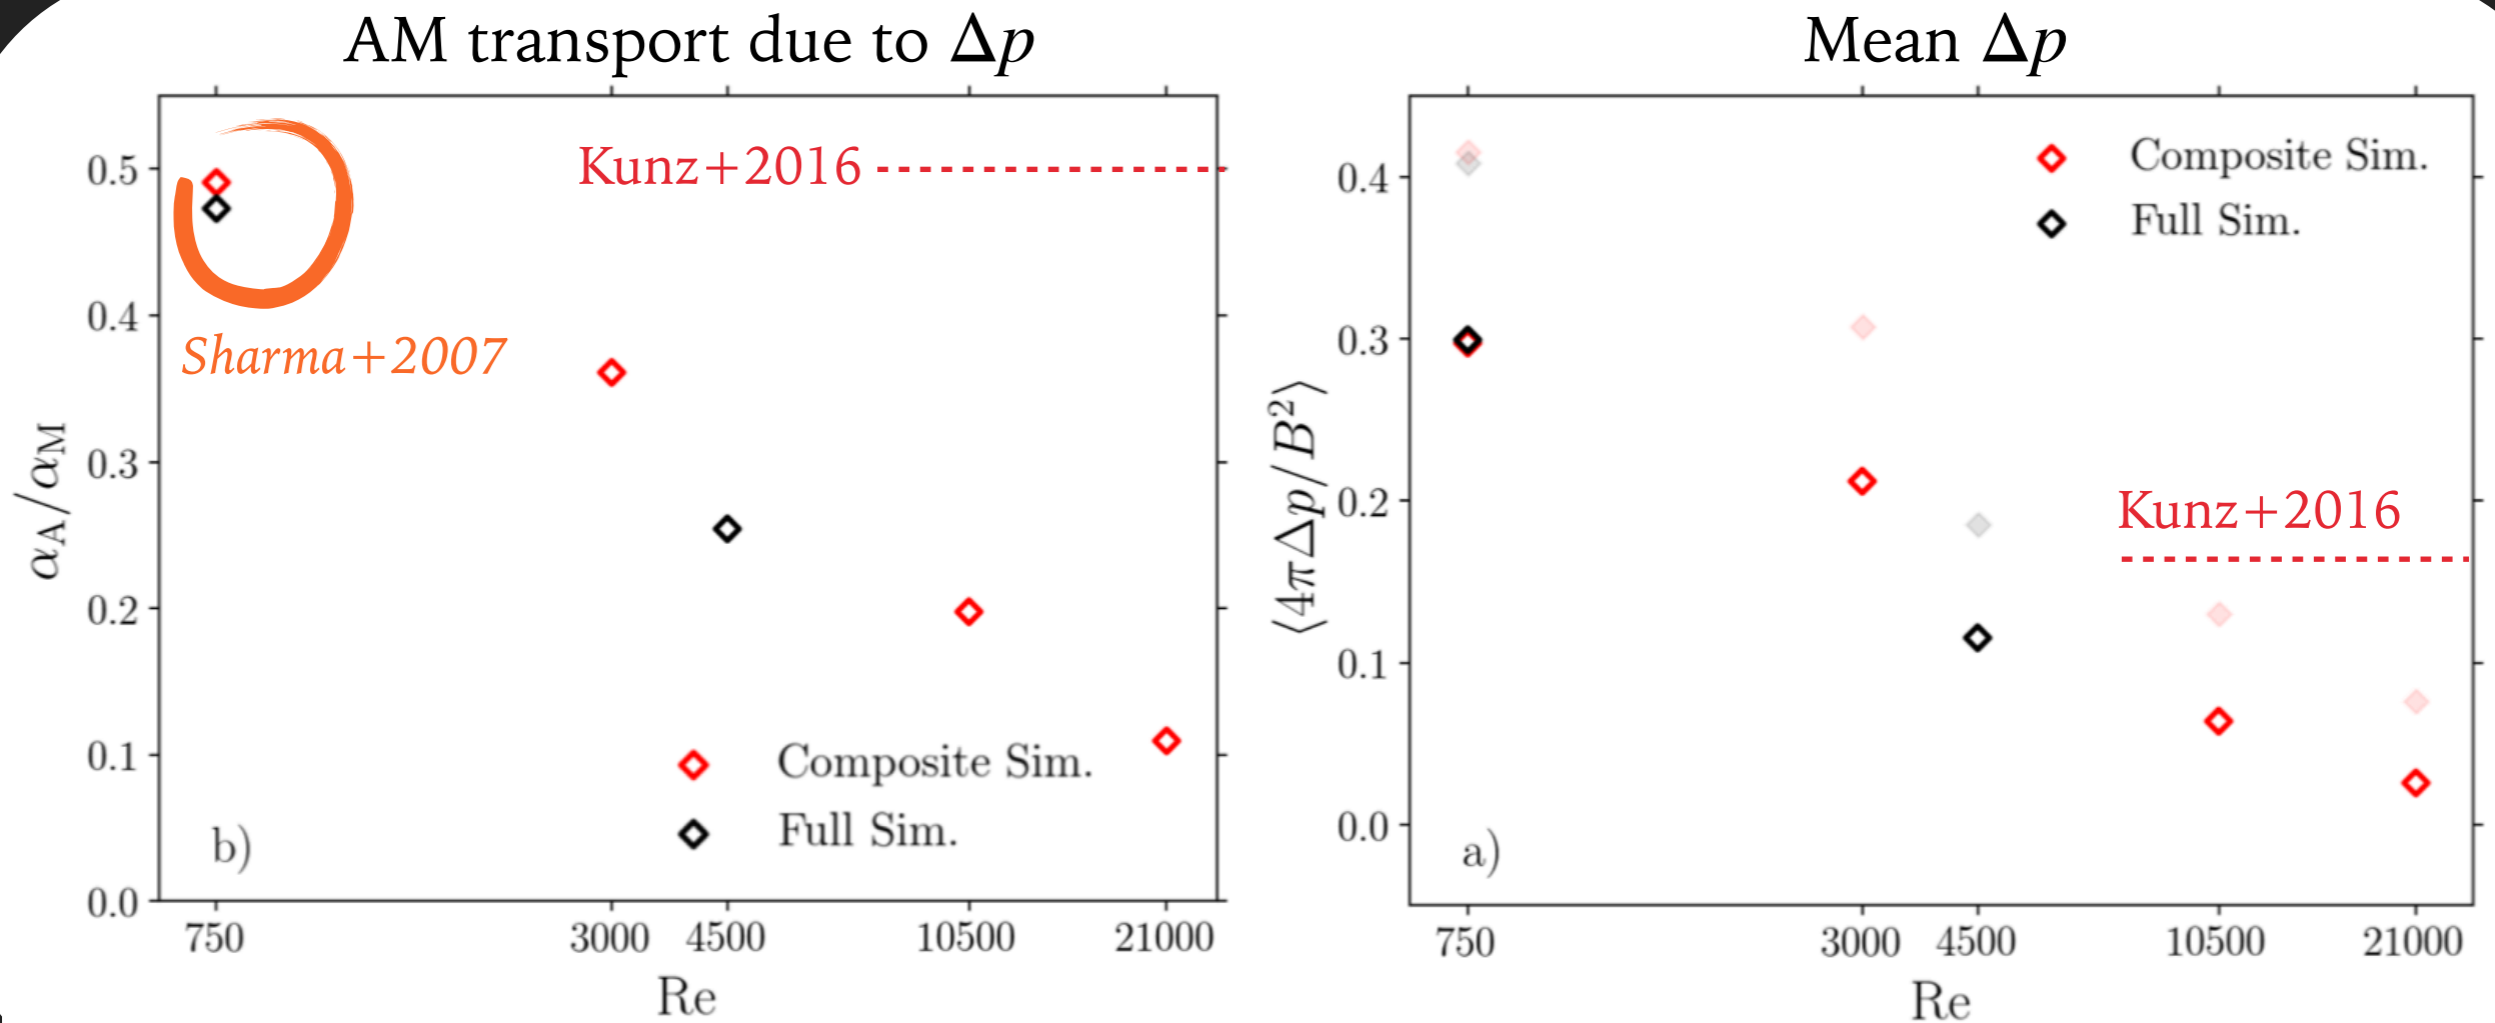 AM transport due to Δp
0.5
0.4
0.3
0.2
0.1
0.0
α_A/α_M
Kunz+2016
Sharma+2007
Composite Sim.
Full Sim.
b)
750 3000 4500 10500 21000
Re
Mean Δp
0.4
0.3
0.2
0.1
0.0
⟨4πΔp/B²⟩
Composite Sim.
Full Sim.
Kunz+2016
a)
750 3000 4500 10500 21000
Re